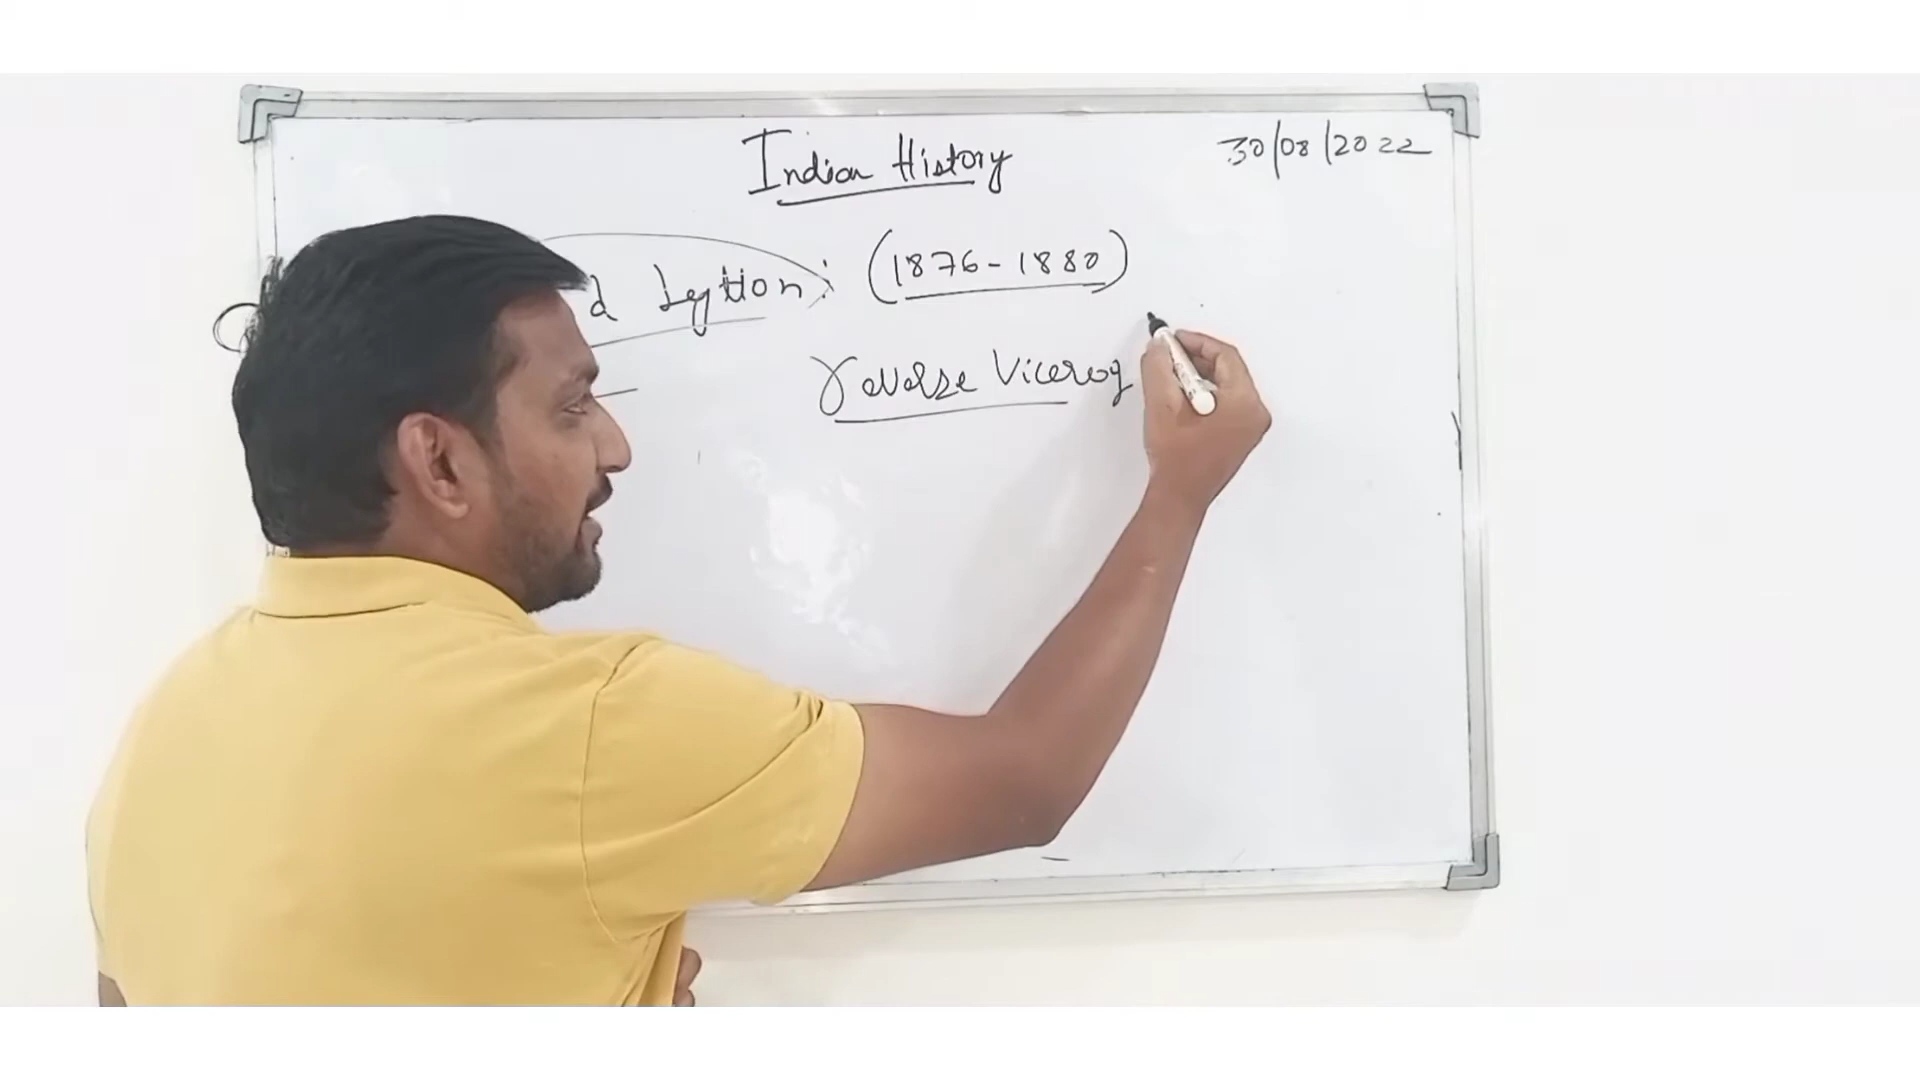 Indian History
30/08/2022
d Lytton : (1876-1880)
reverse Viceroy